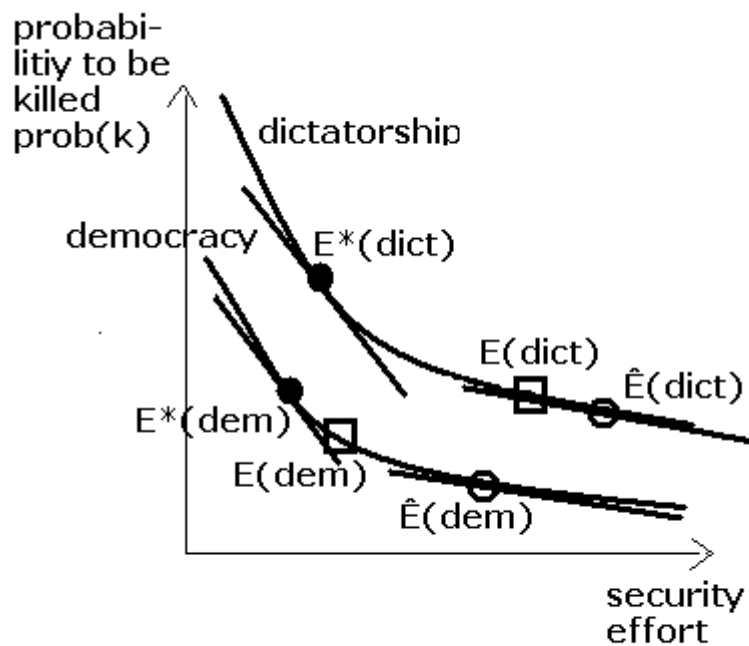 probabi-
litiy to be
killed
prob(k)
dictatorship
democracy
E*(dict)
E(dict)
Ê(dict)
E*(dem)
E(dem)
Ê(dem)
security
effort